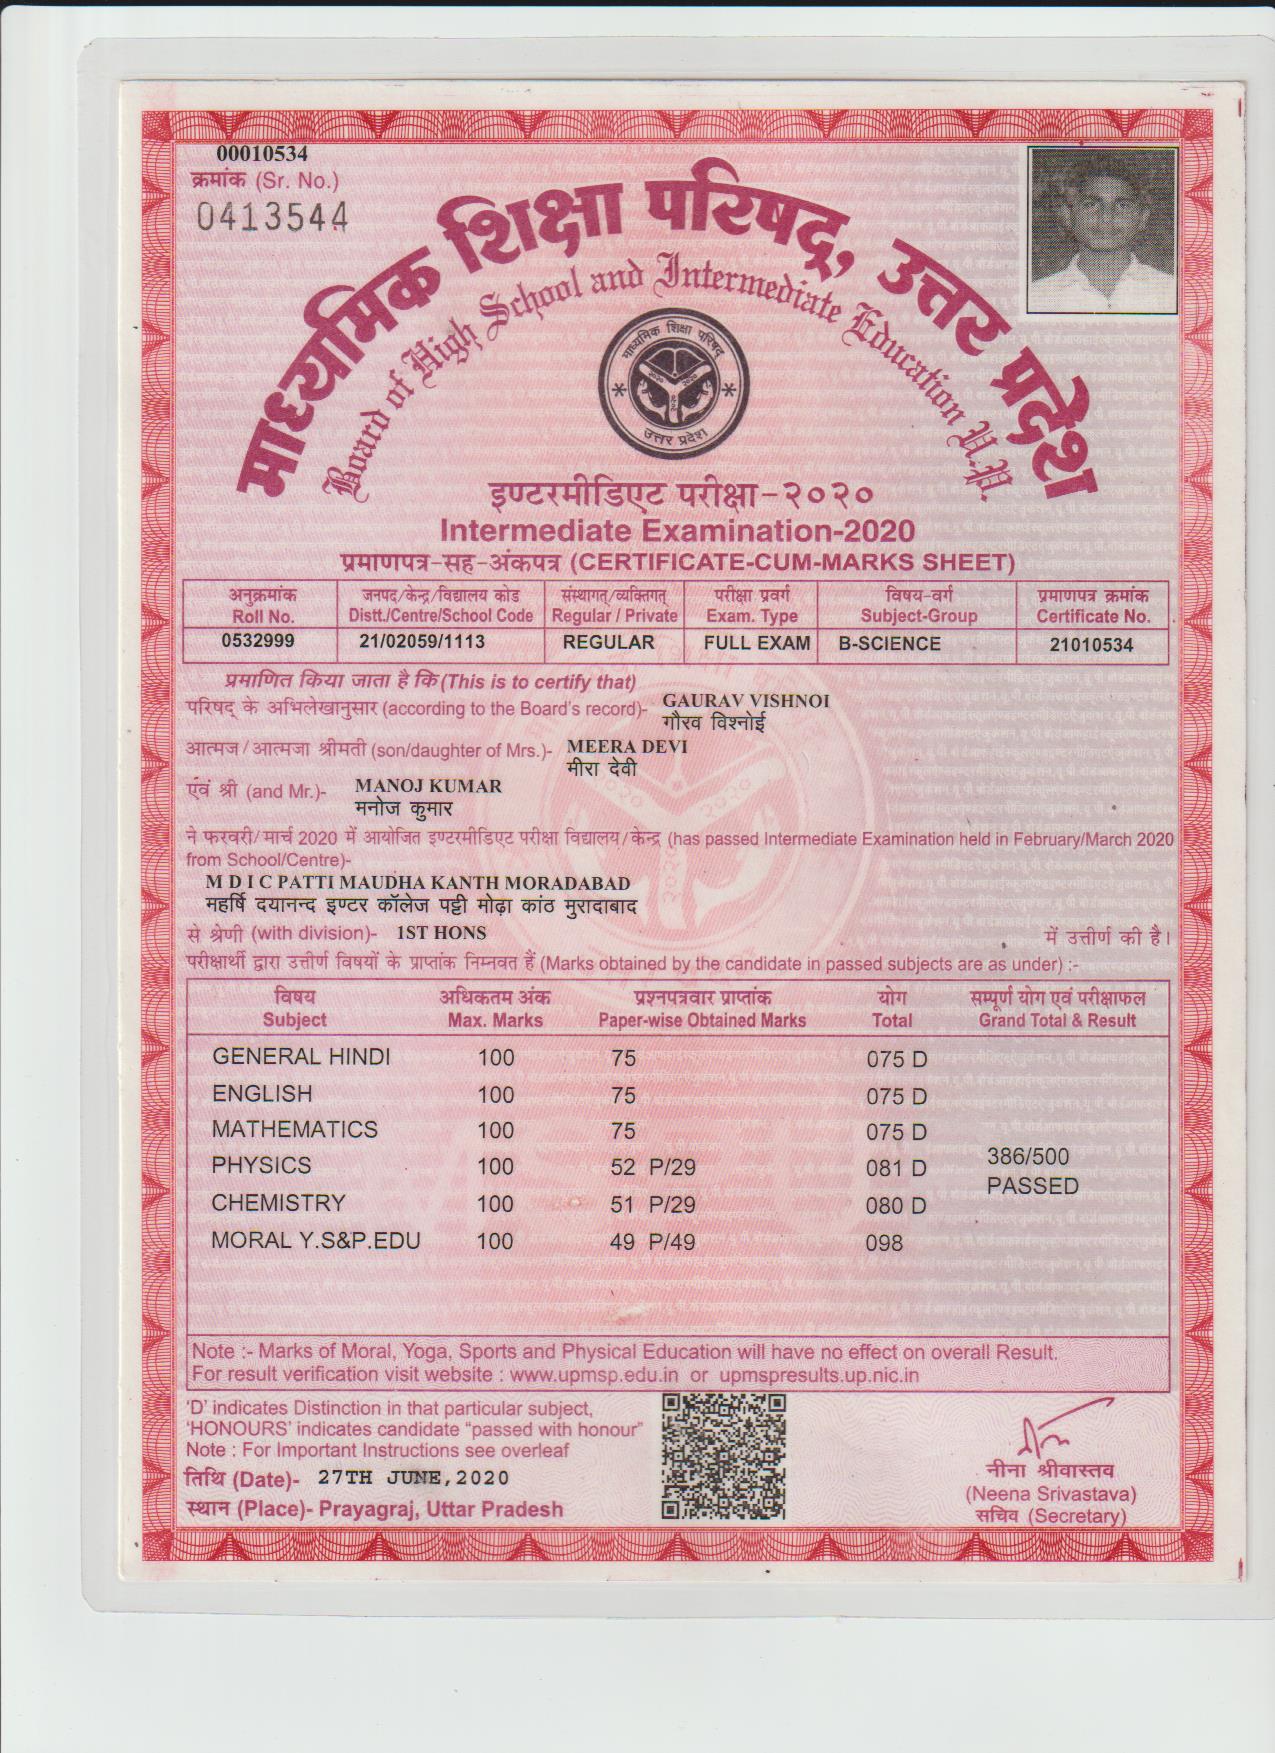 00010534
क्रमांक (Sr. No.)
0413544
माध्यमिक शिक्षा परिषद्, उत्तर प्रदेश
Board of High School and Intermediate Education U.P.
माध्यमिक शिक्षा परिषद्
उत्तर प्रदेश
इण्टरमीडिएट परीक्षा-२०२०
Intermediate Examination-2020
प्रमाणपत्र-सह-अंकपत्र (CERTIFICATE-CUM-MARKS SHEET)
अनुक्रमांक जनपद/केन्द्र/विद्यालय कोड संस्थागत्/व्यक्तिगत् परीक्षा प्रवर्ग विषय-वर्ग प्रमाणपत्र क्रमांक
Roll No. Distt./Centre/School Code Regular / Private Exam. Type Subject-Group Certificate No.
0532999 21/02059/1113 REGULAR FULL EXAM B-SCIENCE 21010534
प्रमाणित किया जाता है कि (This is to certify that)
परिषद् के अभिलेखानुसार (according to the Board's record)- GAURAV VISHNOI
गौरव विश्नोई
आत्मज/आत्मजा श्रीमती (son/daughter of Mrs.)- MEERA DEVI
मीरा देवी
एवं श्री (and Mr.)- MANOJ KUMAR
मनोज कुमार
ने फरवरी/मार्च 2020 में आयोजित इण्टरमीडिएट परीक्षा विद्यालय/केन्द्र (has passed Intermediate Examination held in February/March 2020
from School/Centre)-
M D I C PATTI MAUDHA KANTH MORADABAD
महर्षि दयानन्द इण्टर कॉलेज पट्टी मोढ़ा कांठ मुरादाबाद
से श्रेणी (with division)- 1ST HONS में उत्तीर्ण की है।
परीक्षार्थी द्वारा उत्तीर्ण विषयों के प्राप्तांक निम्नवत हैं (Marks obtained by the candidate in passed subjects are as under) :-
विषय अधिकतम अंक प्रश्नपत्रवार प्राप्तांक योग सम्पूर्ण योग एवं परीक्षाफल
Subject Max. Marks Paper-wise Obtained Marks Total Grand Total & Result
GENERAL HINDI 100 75 075 D
ENGLISH 100 75 075 D
MATHEMATICS 100 75 075 D
PHYSICS 100 52 P/29 081 D 386/500
CHEMISTRY 100 51 P/29 080 D PASSED
MORAL Y.S&P.EDU 100 49 P/49 098
Note :- Marks of Moral, Yoga, Sports and Physical Education will have no effect on overall Result.
For result verification visit website : www.upmsp.edu.in or upmspresults.up.nic.in
'D' indicates Distinction in that particular subject,
'HONOURS' indicates candidate "passed with honour"
Note : For Important Instructions see overleaf
तिथि (Date)- 27TH JUNE,2020
स्थान (Place)- Prayagraj, Uttar Pradesh
नीना श्रीवास्तव
(Neena Srivastava)
सचिव (Secretary)